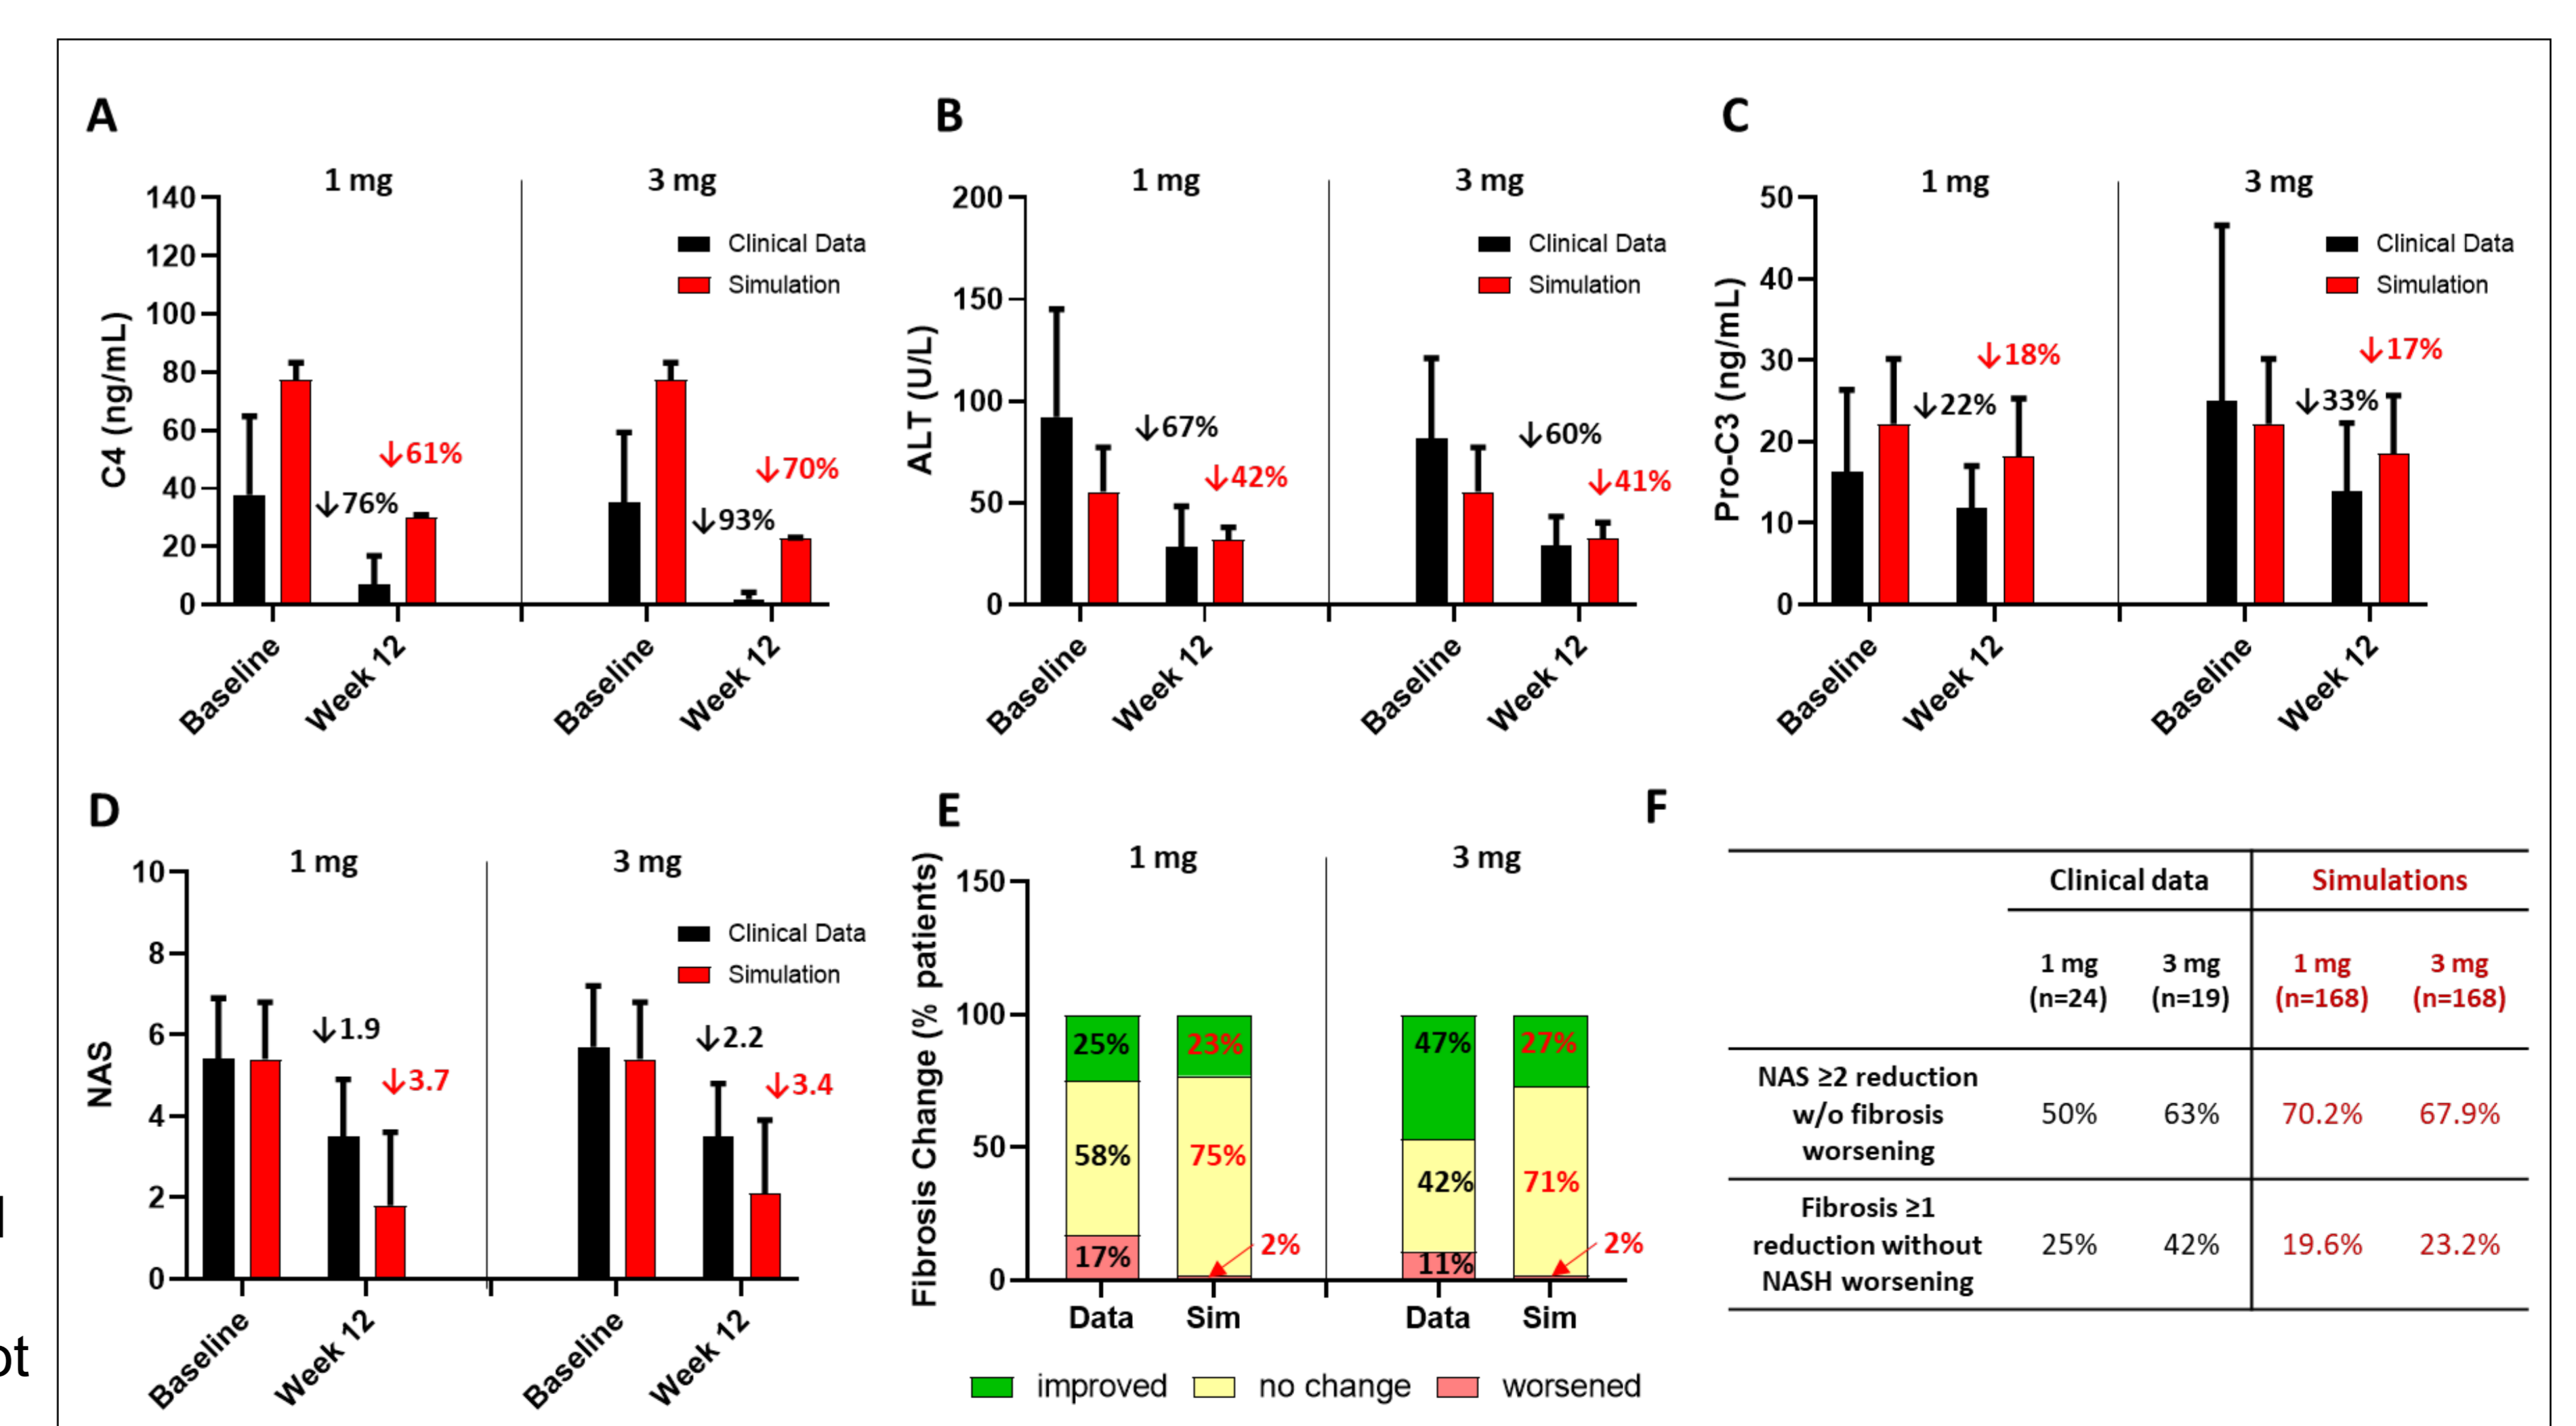 A
1 mg
3 mg
140
120
100
80
60
40
20
0
C4 (ng/mL)
Clinical Data
Simulation
↓76%
↓61%
↓93%
↓70%
Baseline
Week 12
Baseline
Week 12
B
1 mg
3 mg
200
150
100
50
0
ALT (U/L)
Clinical Data
Simulation
↓67%
↓42%
↓60%
↓41%
Baseline
Week 12
Baseline
Week 12
C
1 mg
3 mg
50
40
30
20
10
0
Pro-C3 (ng/mL)
Clinical Data
Simulation
↓22%
↓18%
↓33%
↓17%
Baseline
Week 12
Baseline
Week 12
D
1 mg
3 mg
10
8
6
4
2
0
NAS
Clinical Data
Simulation
↓1.9
↓3.7
↓2.2
↓3.4
Baseline
Week 12
Baseline
Week 12
E
1 mg
3 mg
150
100
50
0
Fibrosis Change (% patients)
25%
23%
47%
27%
58%
75%
42%
71%
17%
2%
11%
2%
Data
Sim
Data
Sim
improved
no change
worsened
F
Clinical data
Simulations
1 mg 3 mg 1 mg 3 mg
(n=24) (n=19) (n=168) (n=168)
NAS ≥2 reduction
w/o fibrosis 50% 63% 70.2% 67.9%
worsening
Fibrosis ≥1
reduction without 25% 42% 19.6% 23.2%
NASH worsening